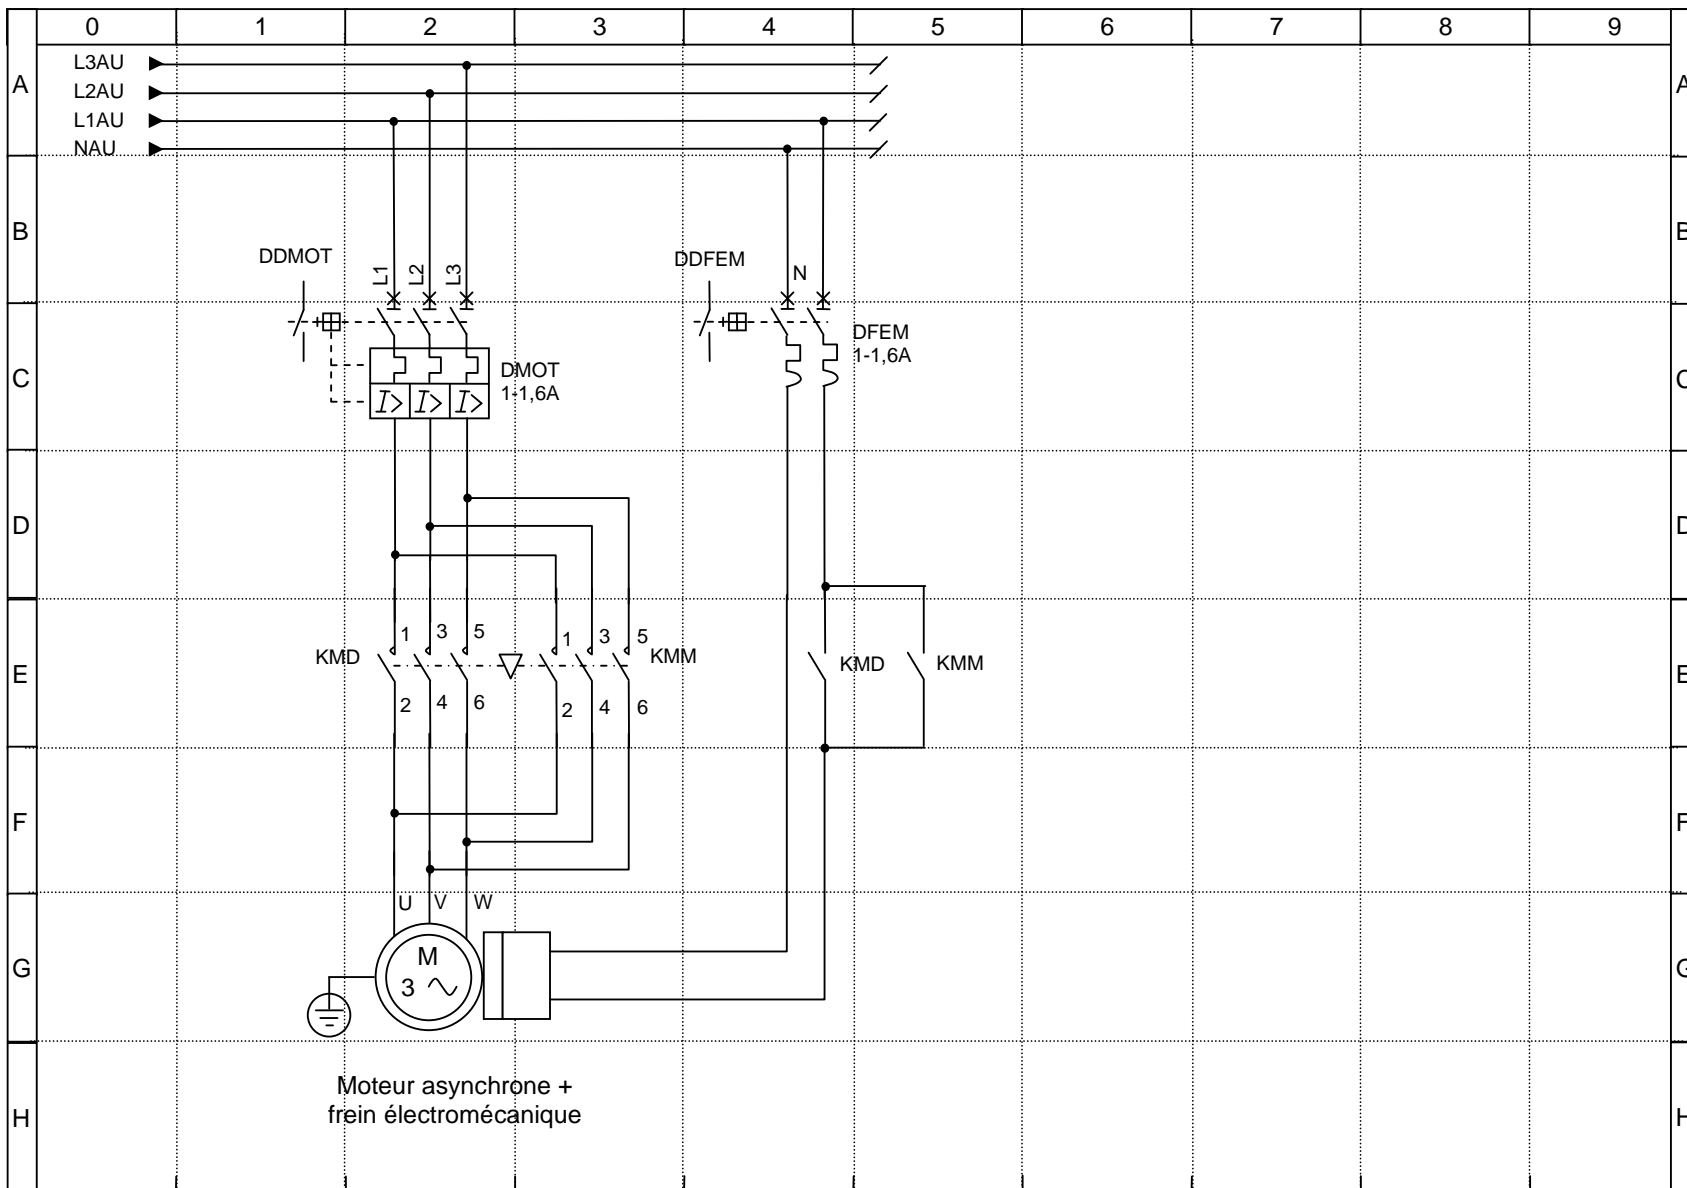 0 1 2 3 4 5 6 7 8 9
A L3AU A
L2AU
L1AU
NAU
B B
DDMOT L1 L2 L3 DDFEM N
DFEM
1-1,6A
C DMOT C
1-1,6A
I> I> I>
D D
1 3 5 1 3 5
KMD KMM KMD KMM
E E
2 4 6 2 4 6
F F
U V W
M
G 3 G
Moteur asynchrone +
frein électromécanique
H H